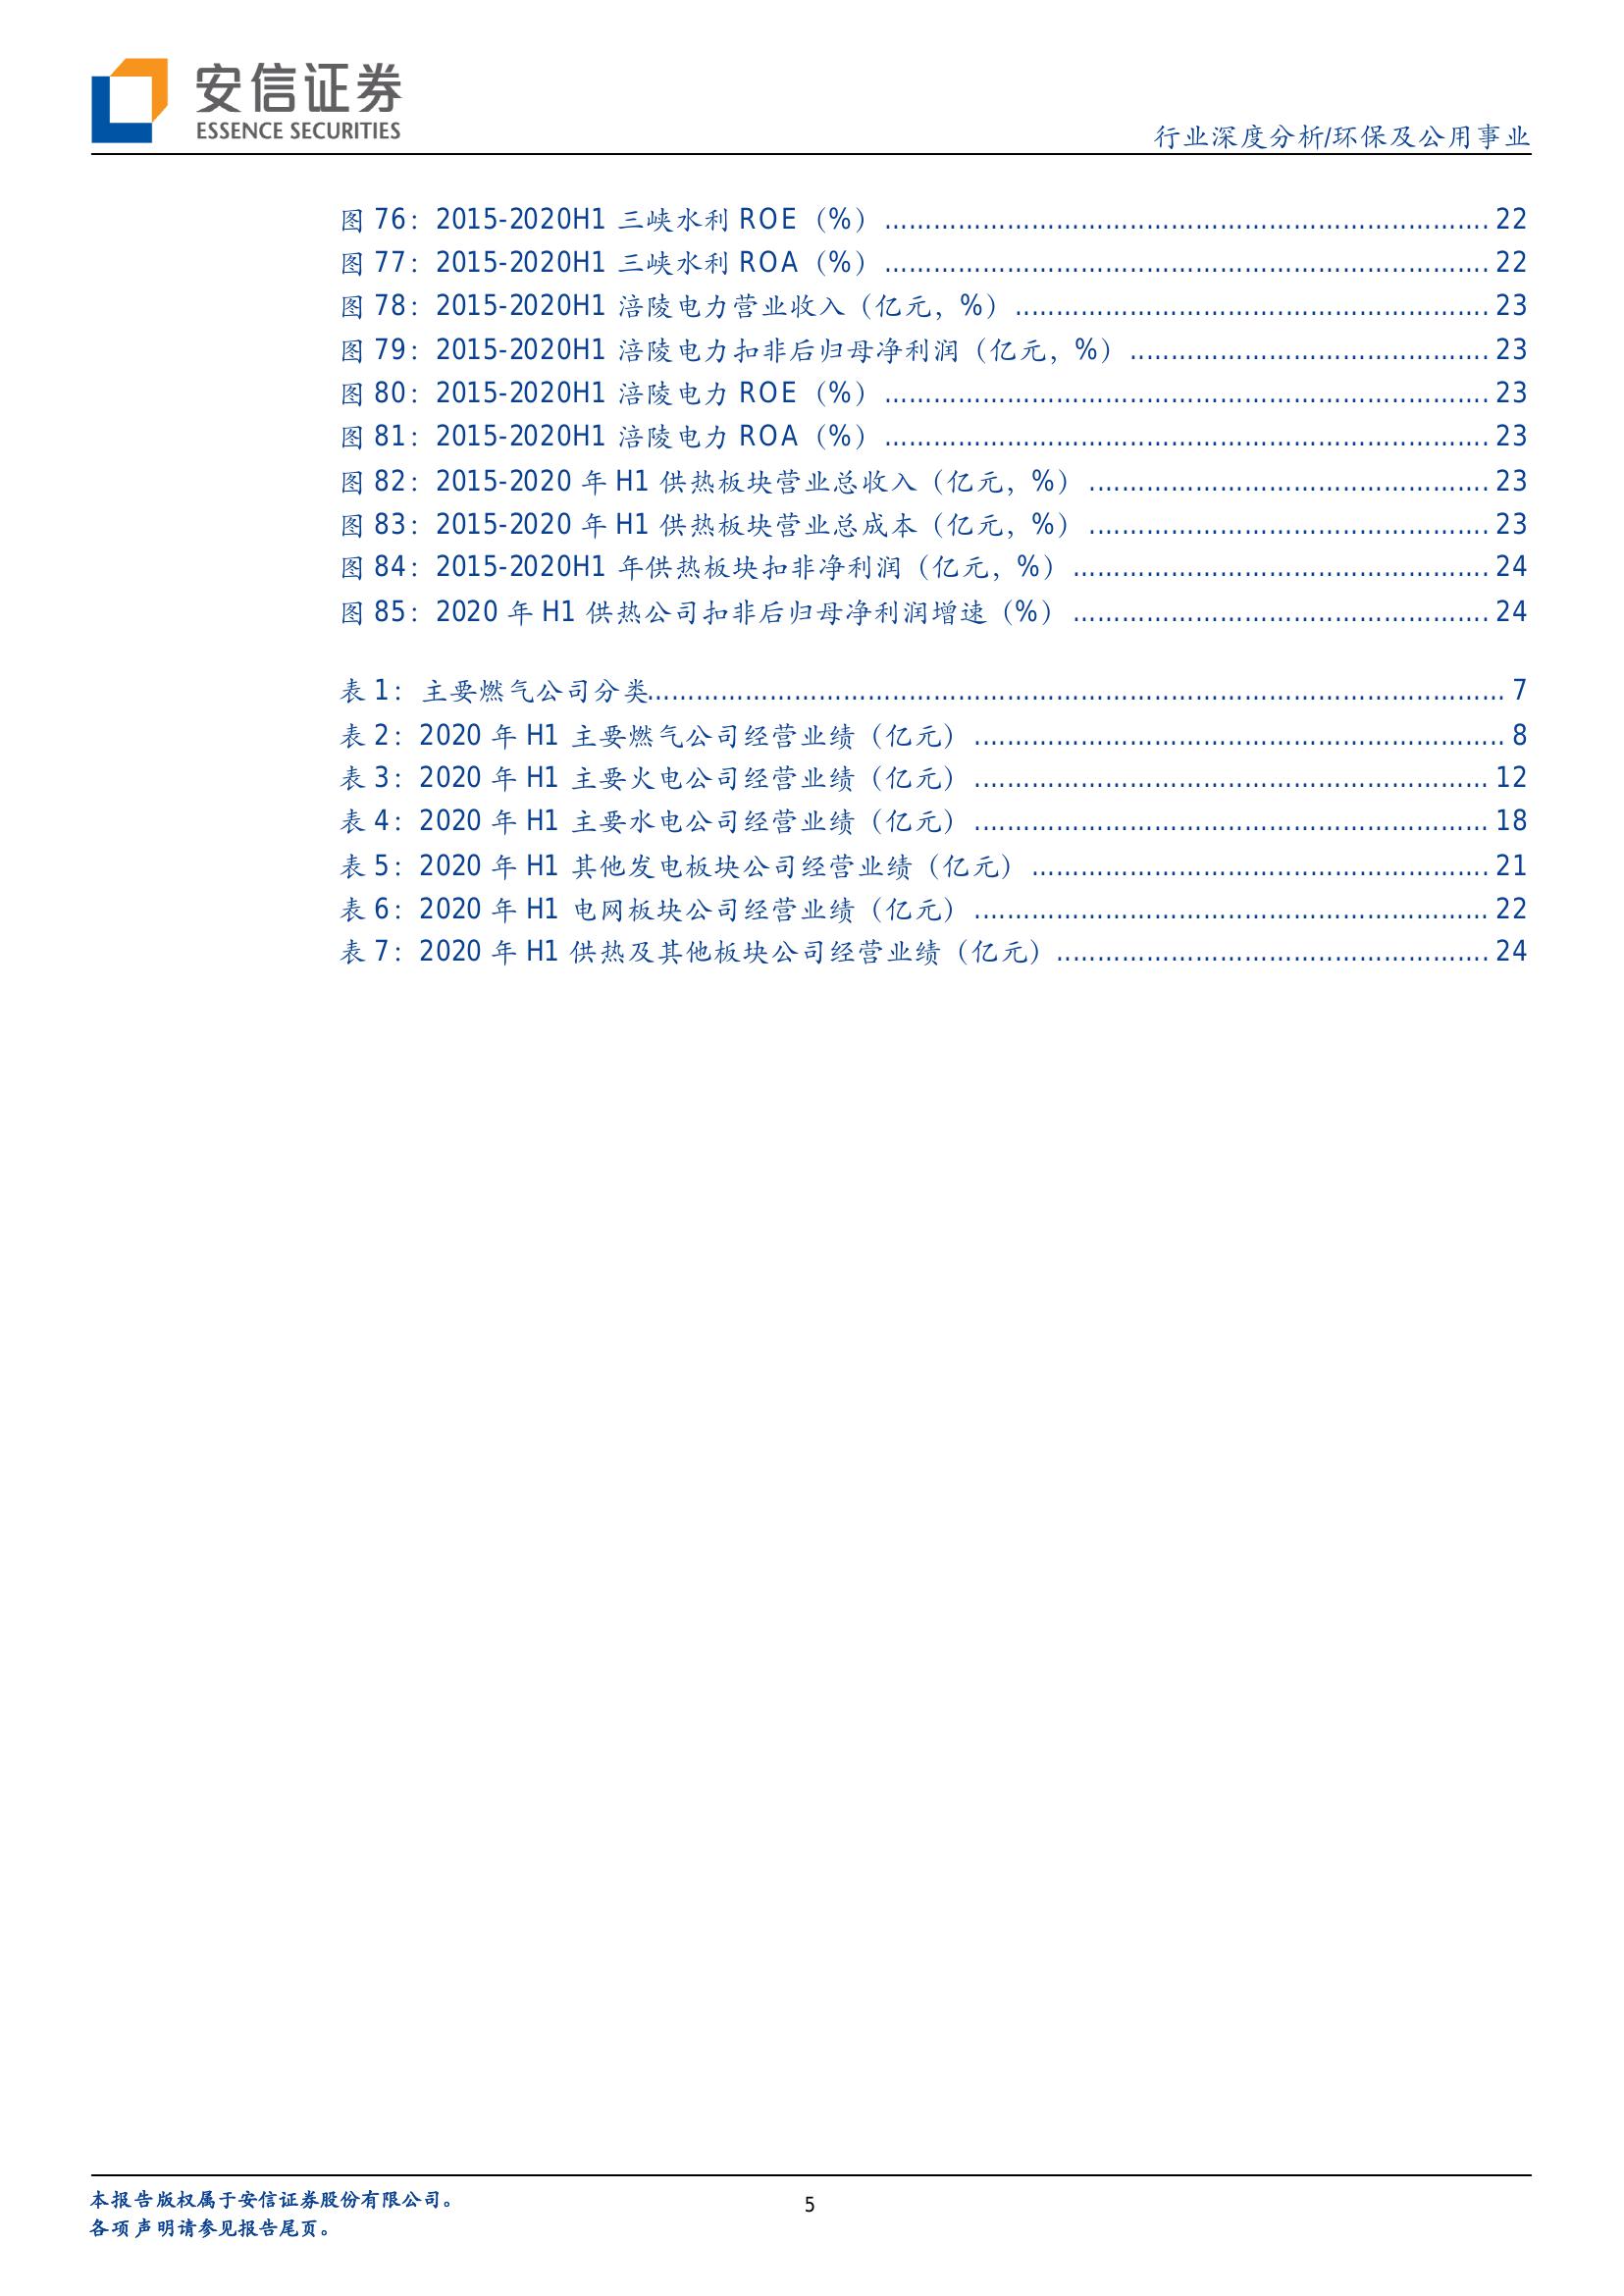 安信证券
ESSENCE SECURITIES
行业深度分析/环保及公用事业
图 76：2015-2020H1 三峡水利 ROE（%）.......... 22
图 77：2015-2020H1 三峡水利 ROA（%）.......... 22
图 78：2015-2020H1 涪陵电力营业收入（亿元，%）.......... 23
图 79：2015-2020H1 涪陵电力扣非后归母净利润（亿元，%）.......... 23
图 80：2015-2020H1 涪陵电力 ROE（%）.......... 23
图 81：2015-2020H1 涪陵电力 ROA（%）.......... 23
图 82：2015-2020 年 H1 供热板块营业总收入（亿元，%）.......... 23
图 83：2015-2020 年 H1 供热板块营业总成本（亿元，%）.......... 23
图 84：2015-2020H1 年供热板块扣非净利润（亿元，%）.......... 24
图 85：2020 年 H1 供热公司扣非后归母净利润增速（%）.......... 24
表 1：主要燃气公司分类.......... 7
表 2：2020 年 H1 主要燃气公司经营业绩（亿元）.......... 8
表 3：2020 年 H1 主要火电公司经营业绩（亿元）.......... 12
表 4：2020 年 H1 主要水电公司经营业绩（亿元）.......... 18
表 5：2020 年 H1 其他发电板块公司经营业绩（亿元）.......... 21
表 6：2020 年 H1 电网板块公司经营业绩（亿元）.......... 22
表 7：2020 年 H1 供热及其他板块公司经营业绩（亿元）.......... 24
本报告版权属于安信证券股份有限公司。
各项声明请参见报告尾页。
5